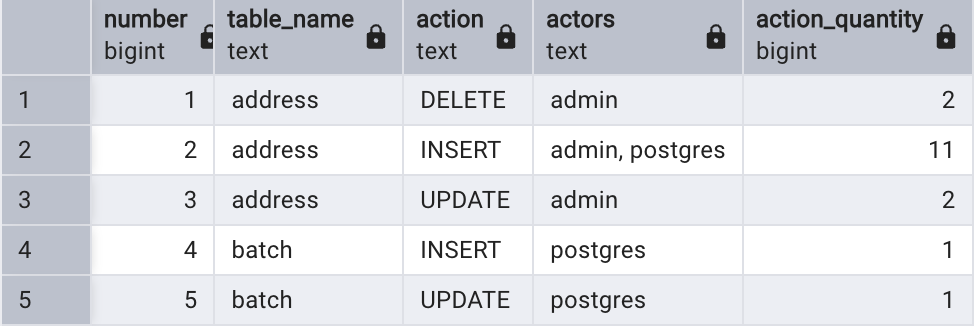 number table_name action actors action_quantity
bigint text text text bigint
1 1 address DELETE admin 2
2 2 address INSERT admin, postgres 11
3 3 address UPDATE admin 2
4 4 batch INSERT postgres 1
5 5 batch UPDATE postgres 1